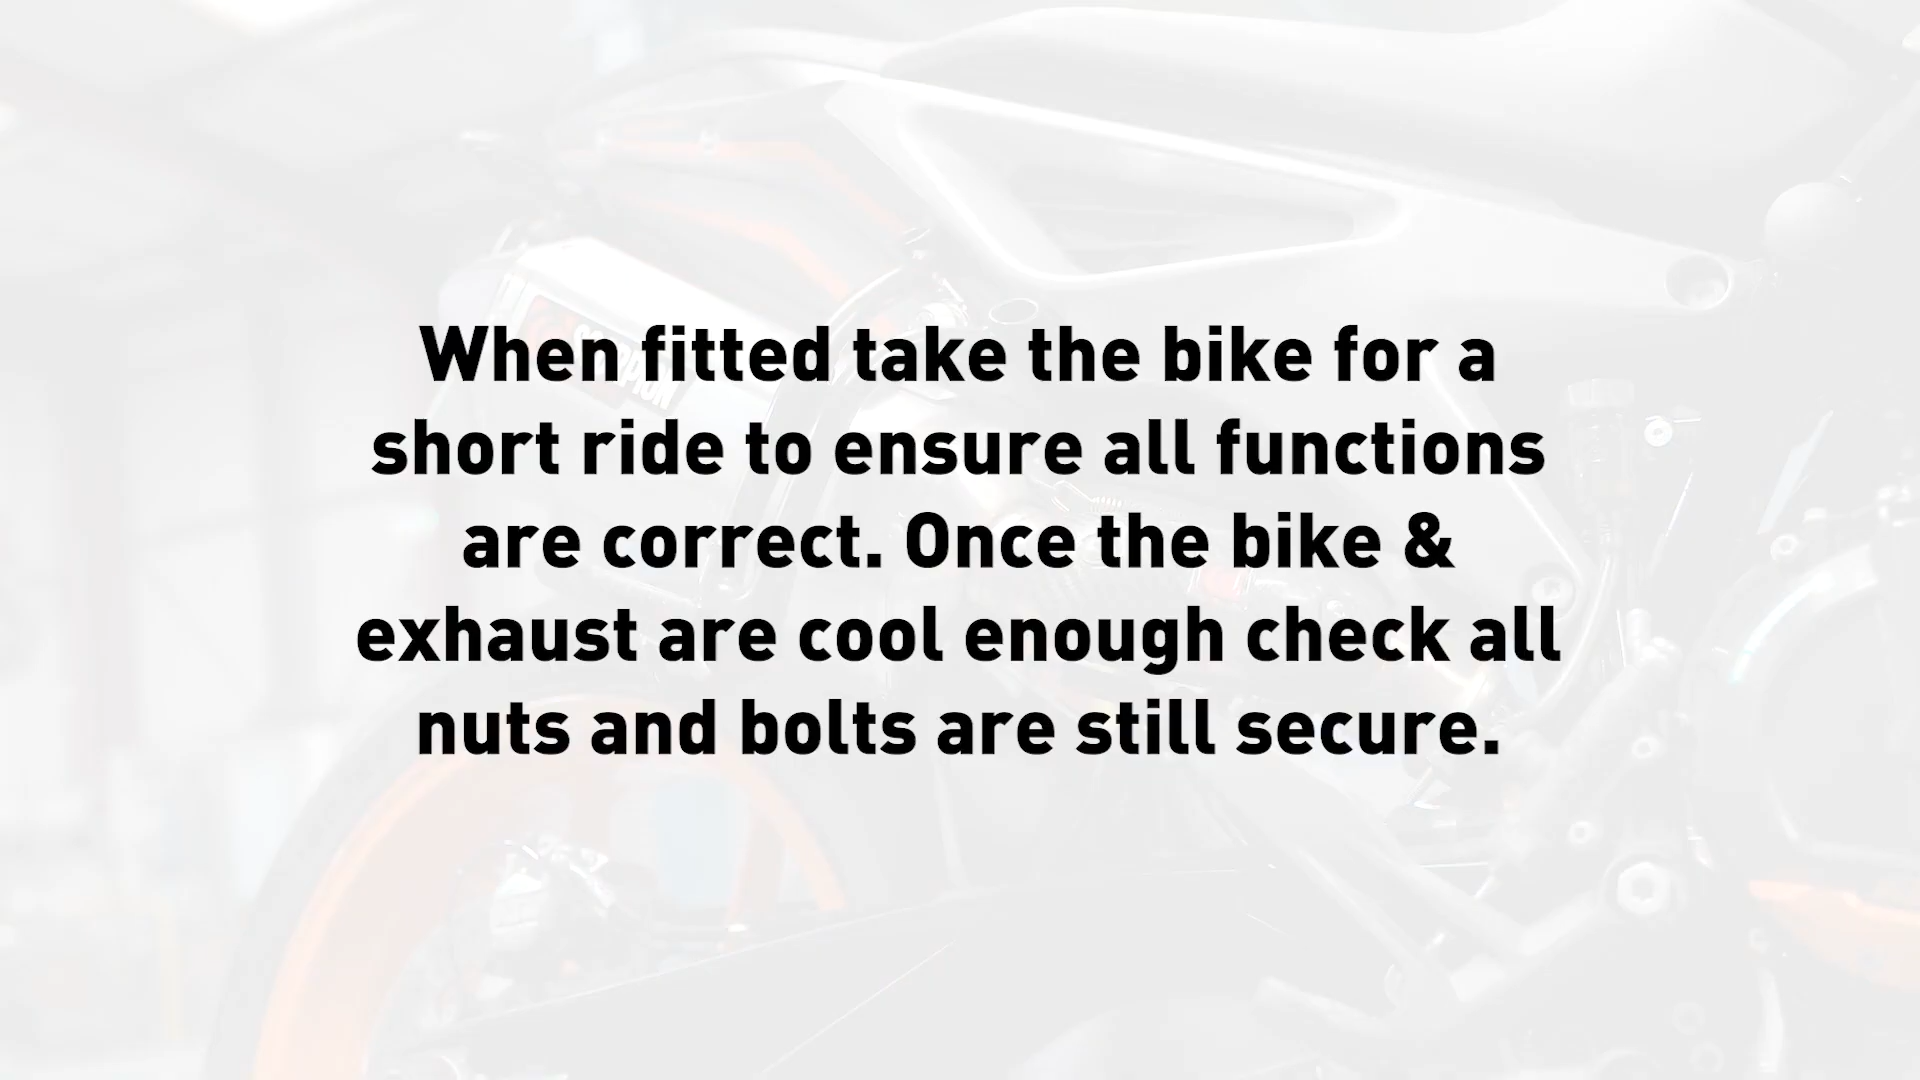 When fitted take the bike for a
short ride to ensure all functions
are correct. Once the bike &
exhaust are cool enough check all
nuts and bolts are still secure.